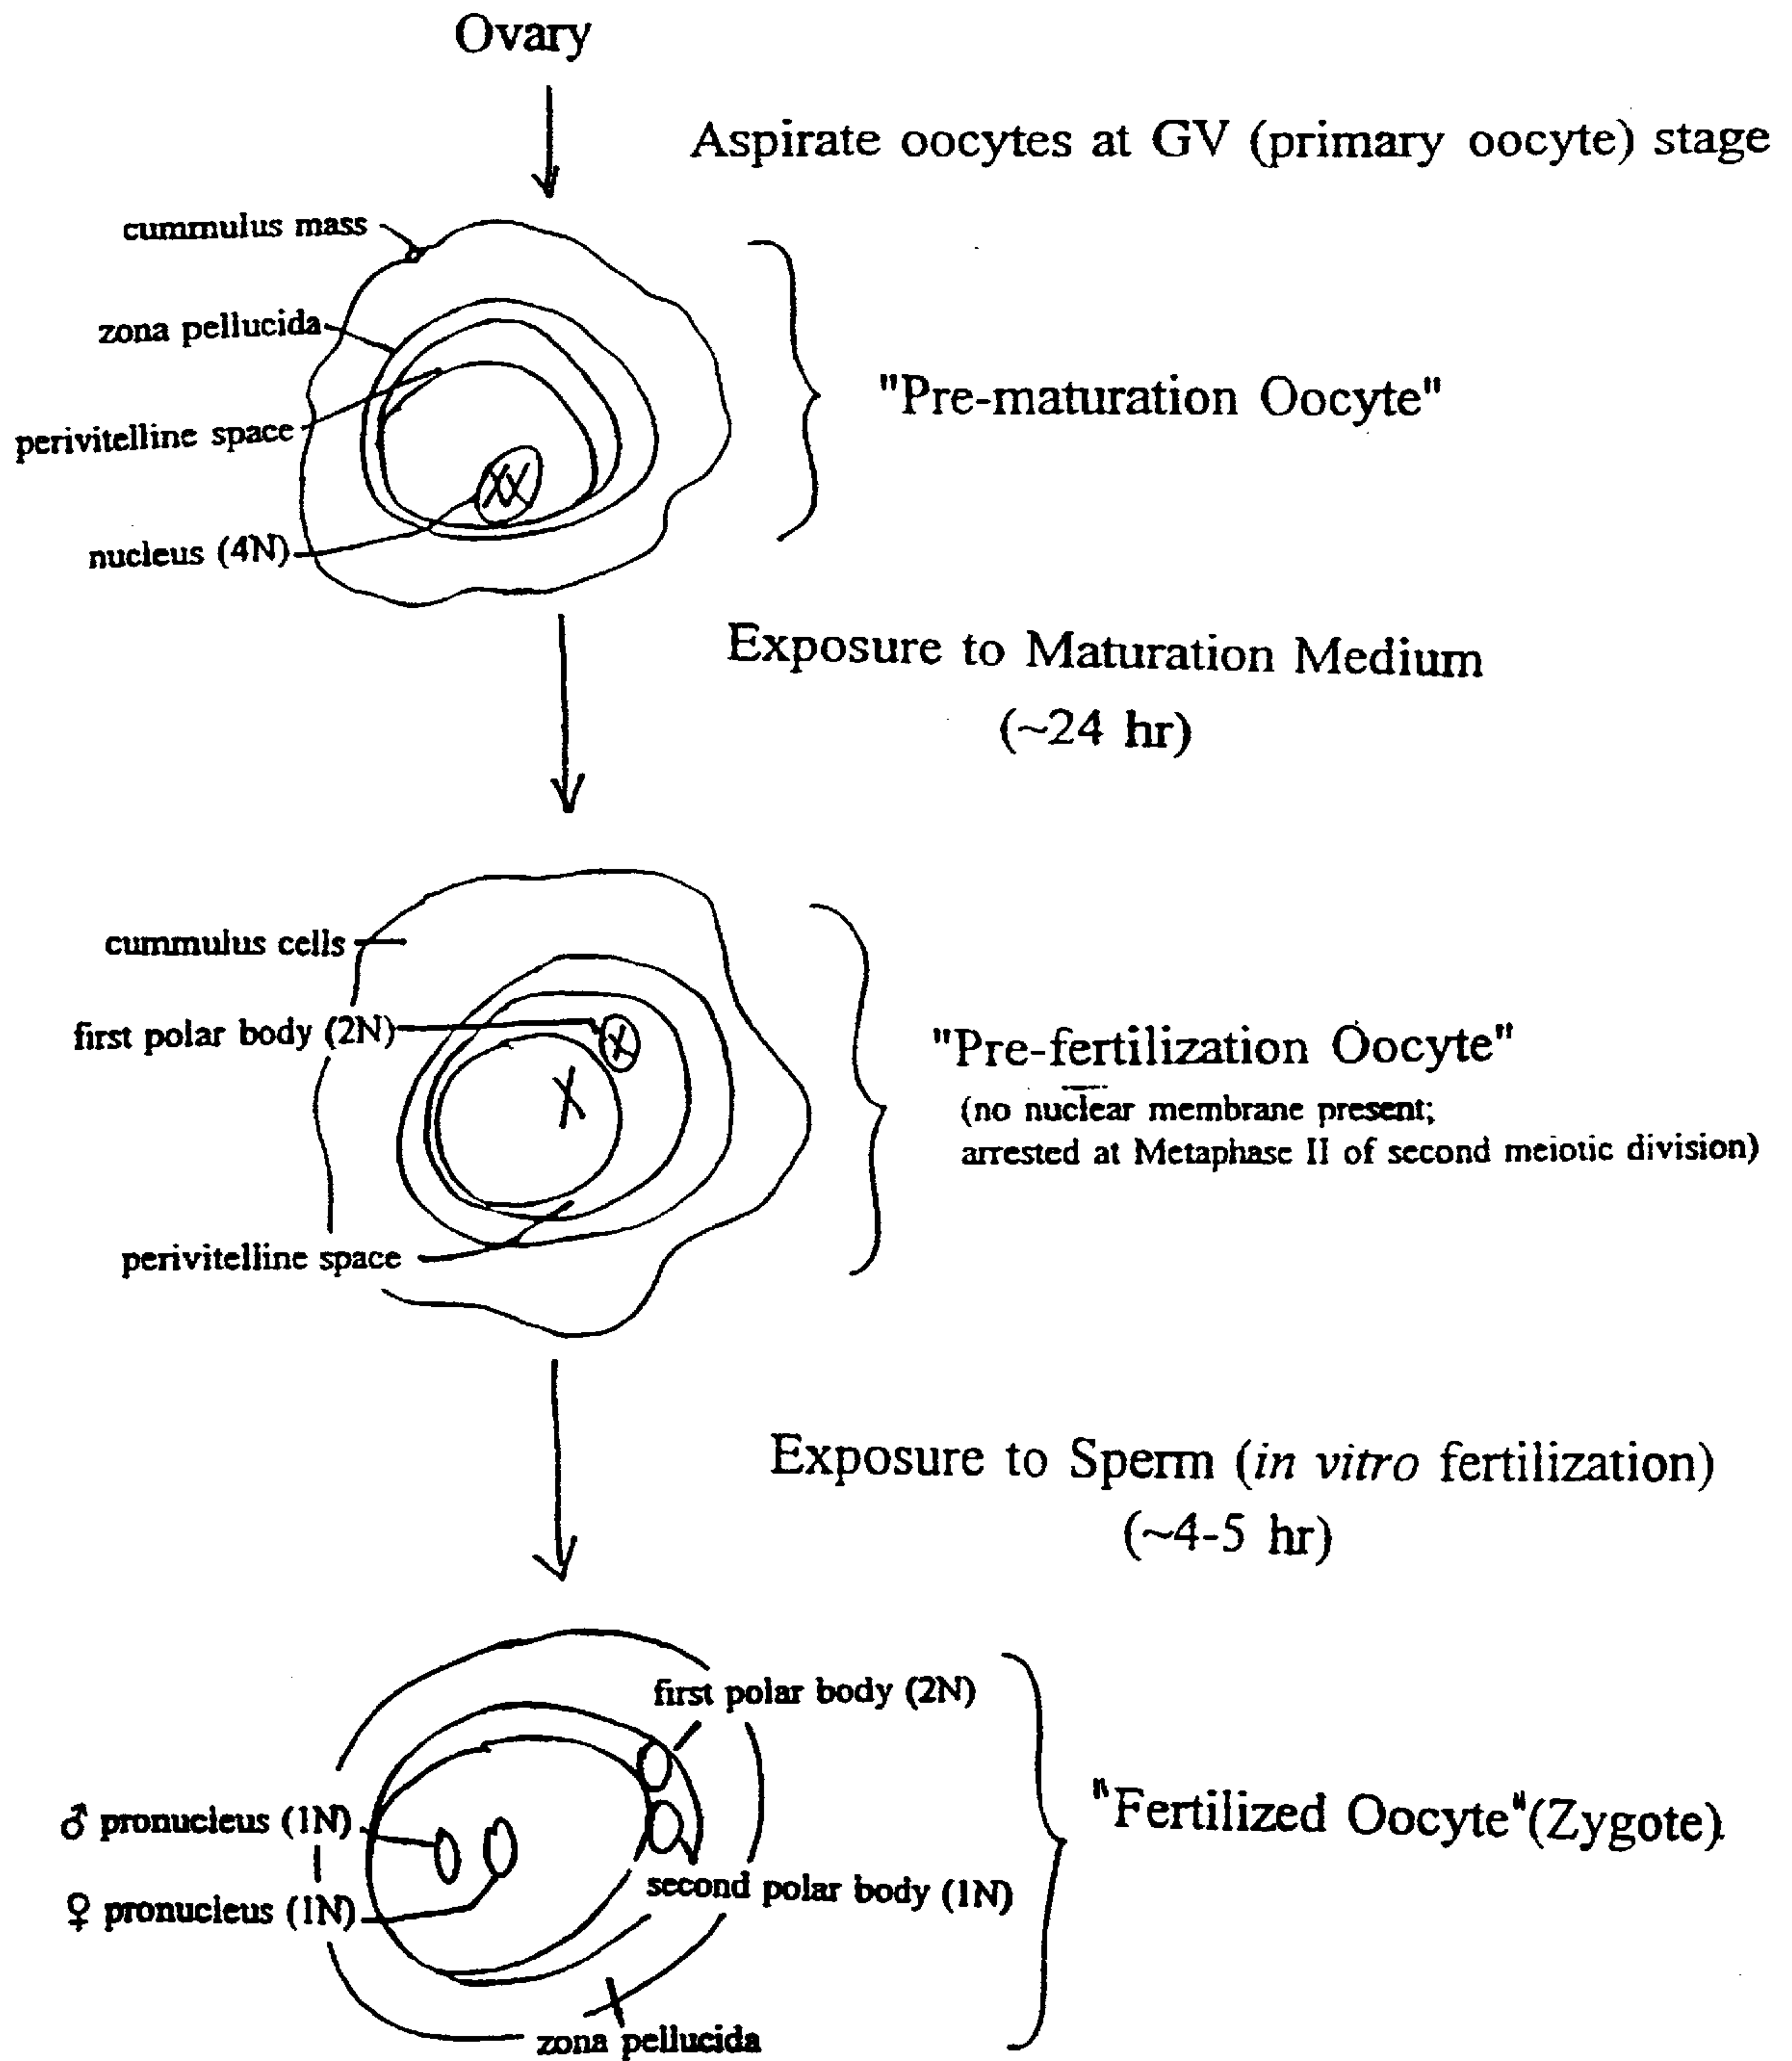 Ovary
Aspirate oocytes at GV (primary oocyte) stage
cummulus mass
zona pellucida
perivitelline space
nucleus (4N)
"Pre-maturation Oocyte"
Exposure to Maturation Medium
(~24 hr)
cummulus cells
first polar body (2N)
perivitelline space
"Pre-fertilization Oocyte"
(no nuclear membrane present;
arrested at Metaphase II of second meiotic division)
Exposure to Sperm (in vitro fertilization)
(~4-5 hr)
first polar body (2N)
♂ pronucleus (1N)
♀ pronucleus (1N)
second polar body (1N)
zona pellucida
"Fertilized Oocyte" (Zygote)